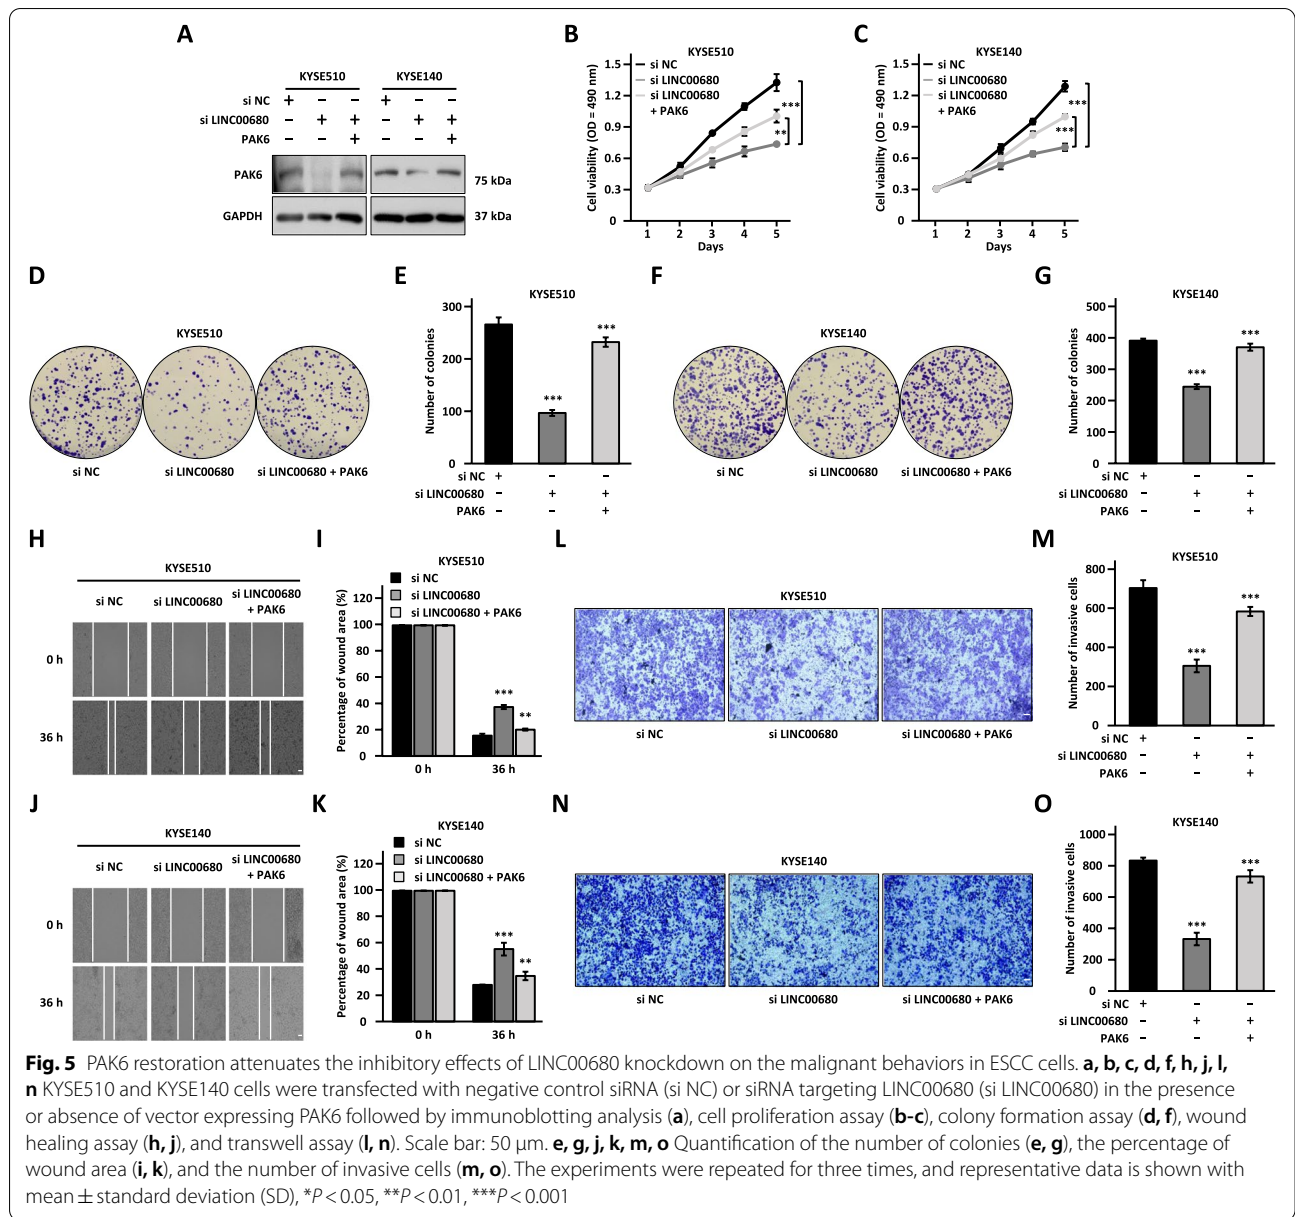 A
KYSE510 KYSE140
si NC + − − + − −
si LINC00680 − + + − + +
PAK6 − − + − − +
PAK6 75 kDa
GAPDH 37 kDa
B
KYSE510
Cell viability (OD = 490 nm)
1.5
1.2
0.9
0.6
0.3
0
si NC
si LINC00680
si LINC00680
+ PAK6
***
**
1 2 3 4 5
Days
C
KYSE140
Cell viability (OD = 490 nm)
1.5
1.2
0.9
0.6
0.3
0
si NC
si LINC00680
si LINC00680
+ PAK6
***
***
1 2 3 4 5
Days
D
KYSE510
si NC si LINC00680 si LINC00680 + PAK6
E
KYSE510
Number of colonies
300
200
100
0
***
***
si NC + − −
si LINC00680 − + +
PAK6 − − +
F
KYSE140
si NC si LINC00680 si LINC00680 + PAK6
G
KYSE140
Number of colonies
500
400
300
200
100
0
***
***
si NC + − −
si LINC00680 − + +
PAK6 − − +
H
KYSE510
si NC si LINC00680 si LINC00680
+ PAK6
0 h
36 h
I
KYSE510
si NC
si LINC00680
si LINC00680 + PAK6
Percentage of wound area (%)
120
100
80
60
40
20
0
***
**
0 h 36 h
L
KYSE510
si NC si LINC00680 si LINC00680 + PAK6
M
KYSE510
Number of invasive cells
800
600
400
200
0
***
***
si NC + − −
si LINC00680 − + +
PAK6 − − +
J
KYSE140
si NC si LINC00680 si LINC00680
+ PAK6
0 h
36 h
K
KYSE140
si NC
si LINC00680
si LINC00680 + PAK6
Percentage of wound area (%)
120
100
80
60
40
20
0
***
**
0 h 36 h
N
KYSE140
si NC si LINC00680 si LINC00680 + PAK6
O
KYSE140
Number of invasive cells
1000
800
600
400
200
0
***
***
si NC + − −
si LINC00680 − + +
PAK6 − − +
Fig. 5 PAK6 restoration attenuates the inhibitory effects of LINC00680 knockdown on the malignant behaviors in ESCC cells. a, b, c, d, f, h, j, l,
n KYSE510 and KYSE140 cells were transfected with negative control siRNA (si NC) or siRNA targeting LINC00680 (si LINC00680) in the presence
or absence of vector expressing PAK6 followed by immunoblotting analysis (a), cell proliferation assay (b-c), colony formation assay (d, f), wound
healing assay (h, j), and transwell assay (l, n). Scale bar: 50 μm. e, g, j, k, m, o Quantification of the number of colonies (e, g), the percentage of
wound area (i, k), and the number of invasive cells (m, o). The experiments were repeated for three times, and representative data is shown with
mean ± standard deviation (SD), *P < 0.05, **P < 0.01, ***P < 0.001